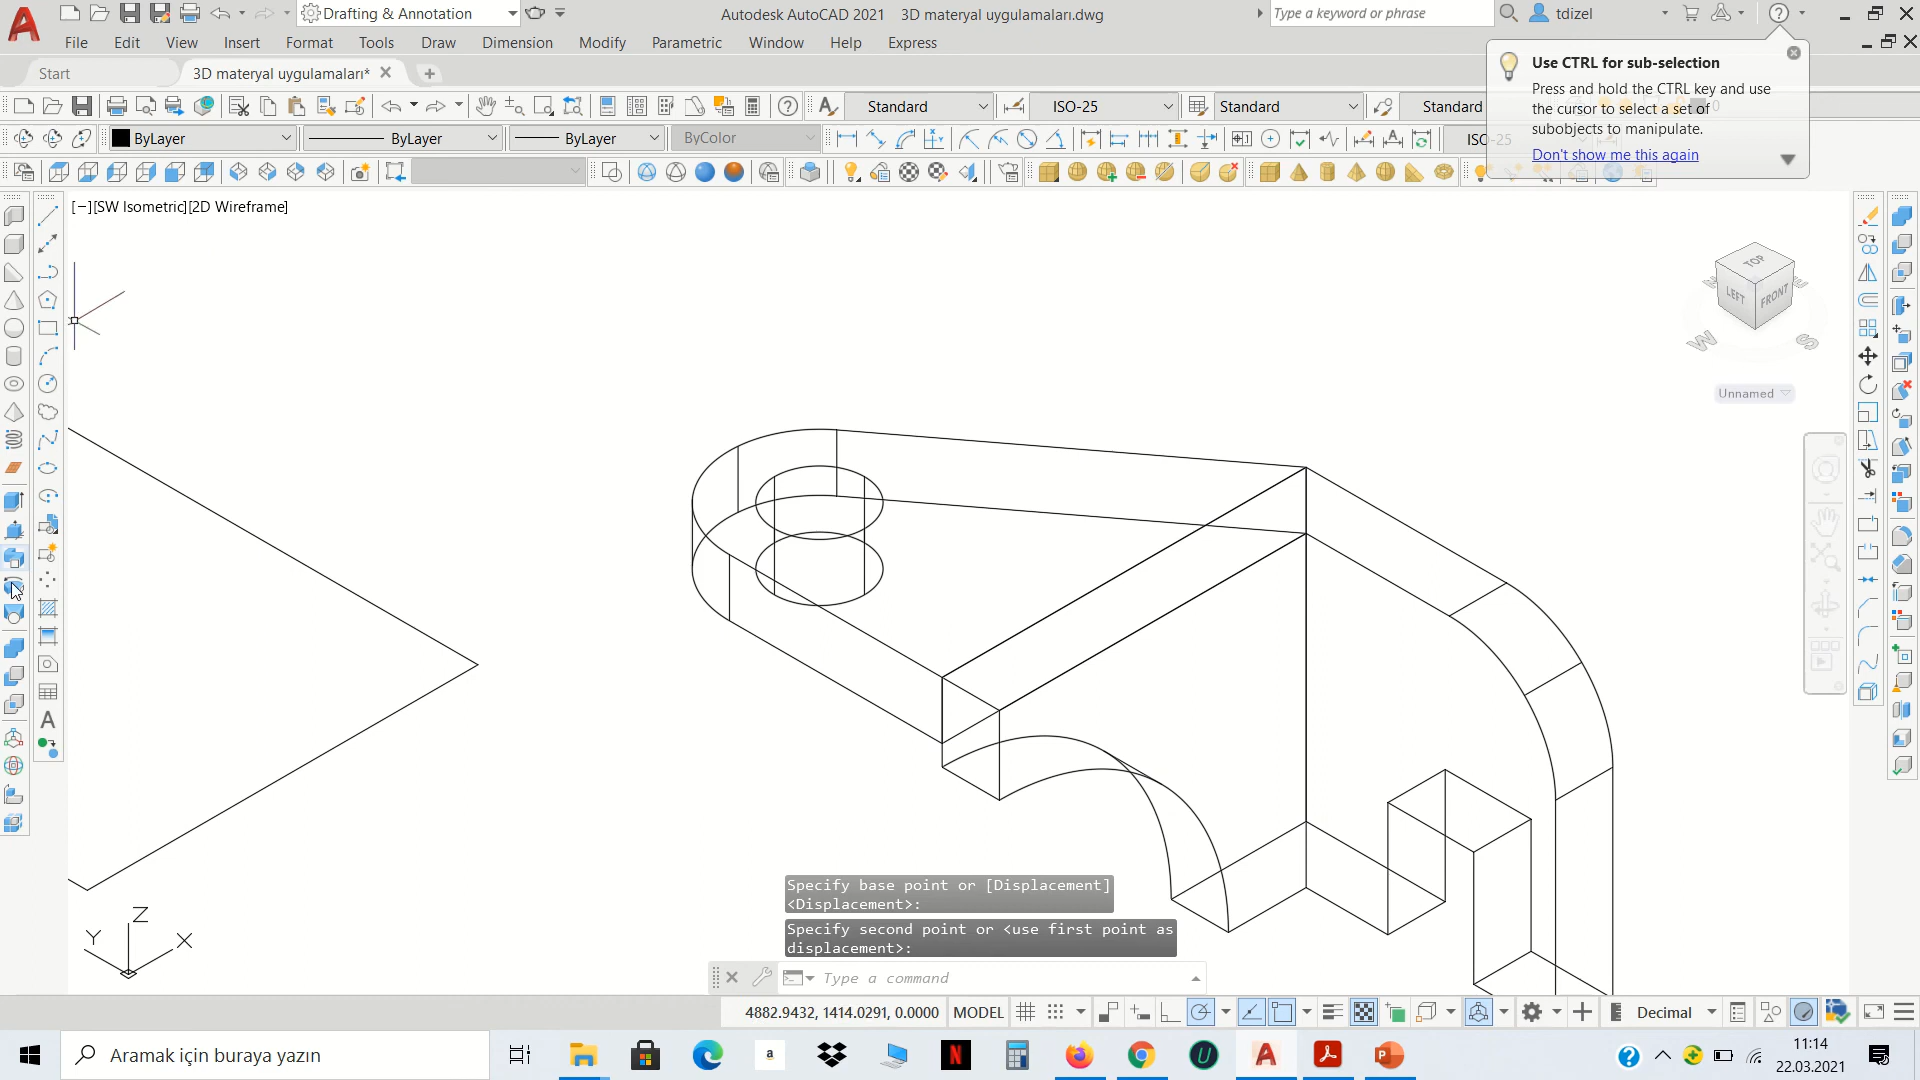 Drafting & Annotation
Autodesk AutoCAD 2021 3D materyal uygulamaları.dwg
Type a keyword or phrase
tdizel
File Edit View Insert Format Tools Draw Dimension Modify Parametric Window Help Express
Start
3D materyal uygulamaları*
Use CTRL for sub-selection
Press and hold the CTRL key and use
the cursor to select a set of
subobjects to manipulate.
Don't show me this again
Standard ISO-25 Standard Standard 0
ByLayer ByLayer ByLayer ByColor ISO-25
[−][SW Isometric][2D Wireframe]
TOP
LEFT FRONT
W S
Unnamed
Specify base point or [Displacement]
<Displacement>:
Specify second point or <use first point as
displacement>:
Z
Y X
Type a command
4882.9432, 1414.0291, 0.0000 MODEL Decimal
Aramak için buraya yazın
11:14
22.03.2021